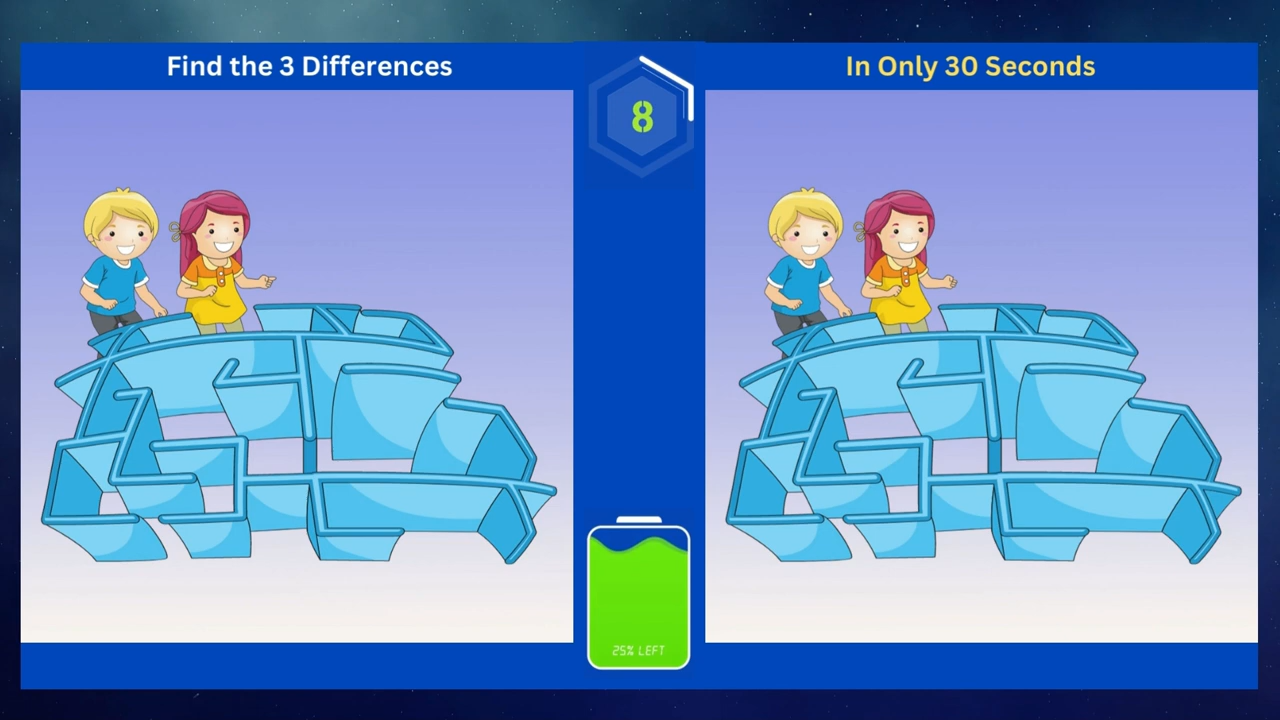 Find the 3 Differences
8
In Only 30 Seconds
25% LEFT